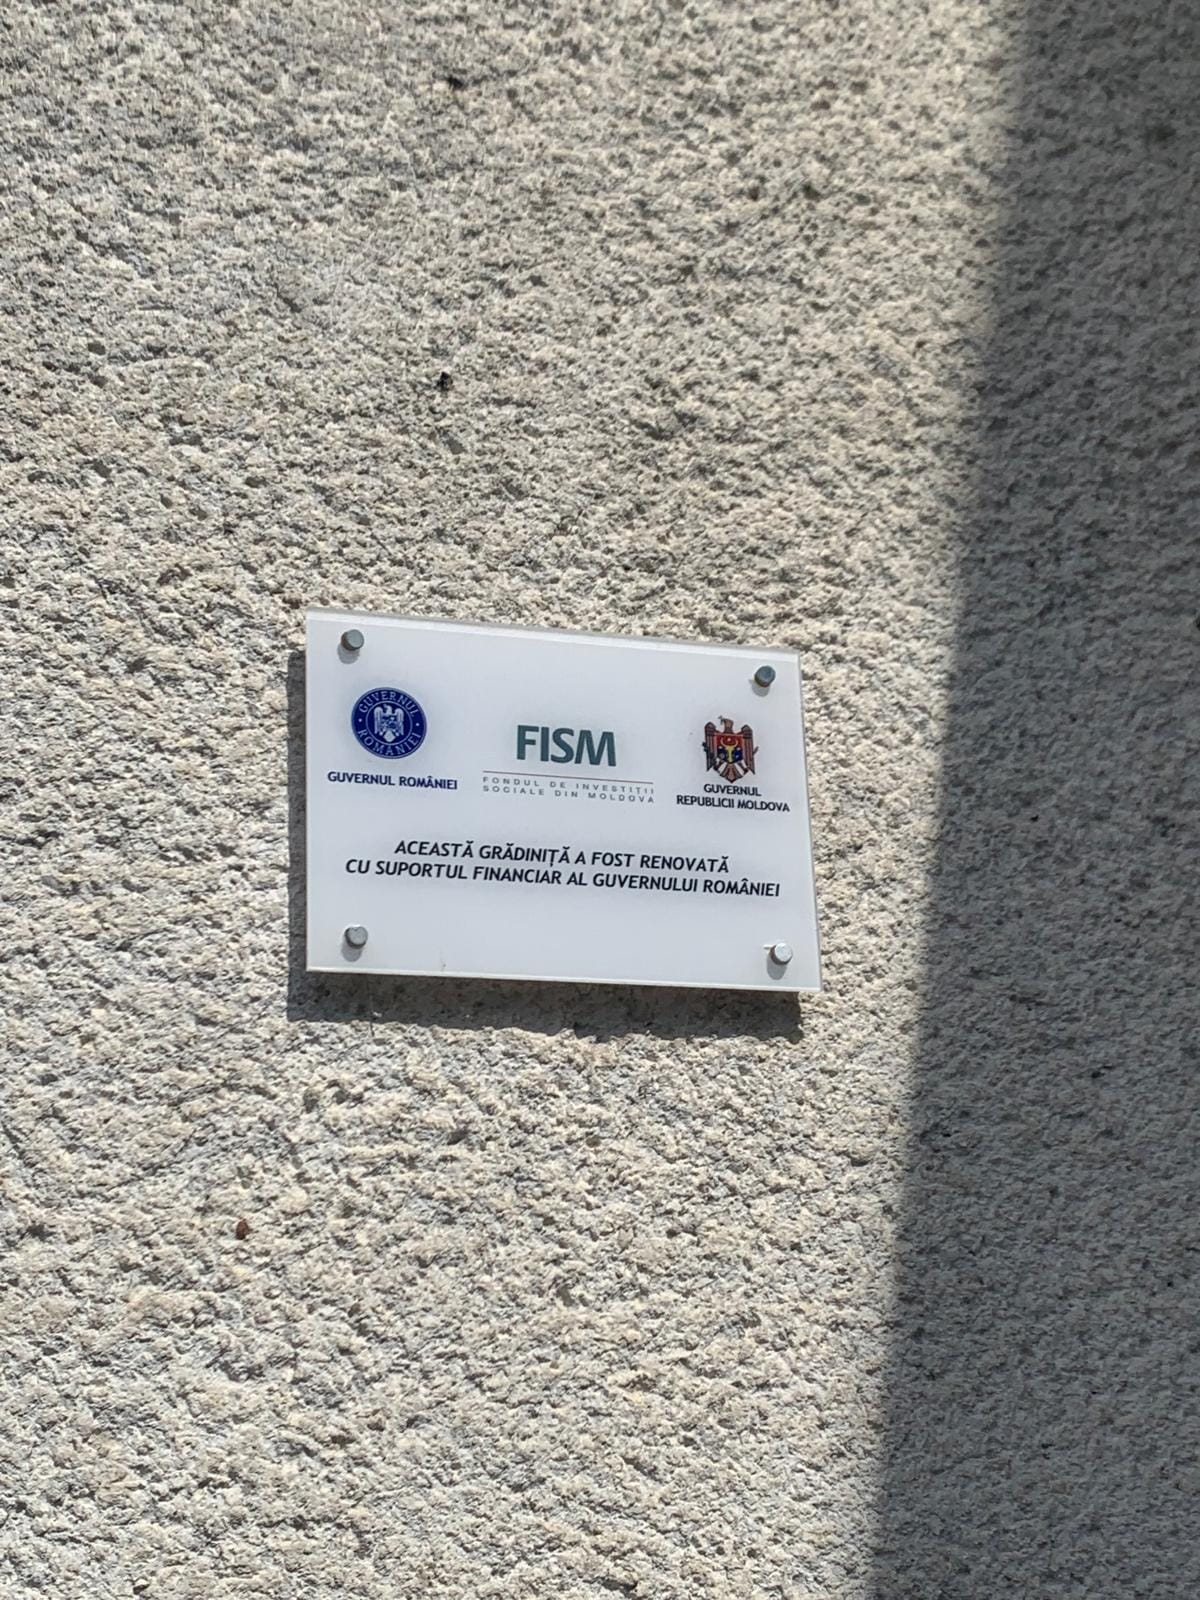 GUVERNUL
ROMÂNIEI
GUVERNUL ROMÂNIEI
FISM
FONDUL DE INVESTIȚII
SOCIALE DIN MOLDOVA
GUVERNUL
REPUBLICII MOLDOVA
ACEASTĂ GRĂDINIȚĂ A FOST RENOVATĂ
CU SUPORTUL FINANCIAR AL GUVERNULUI ROMÂNIEI